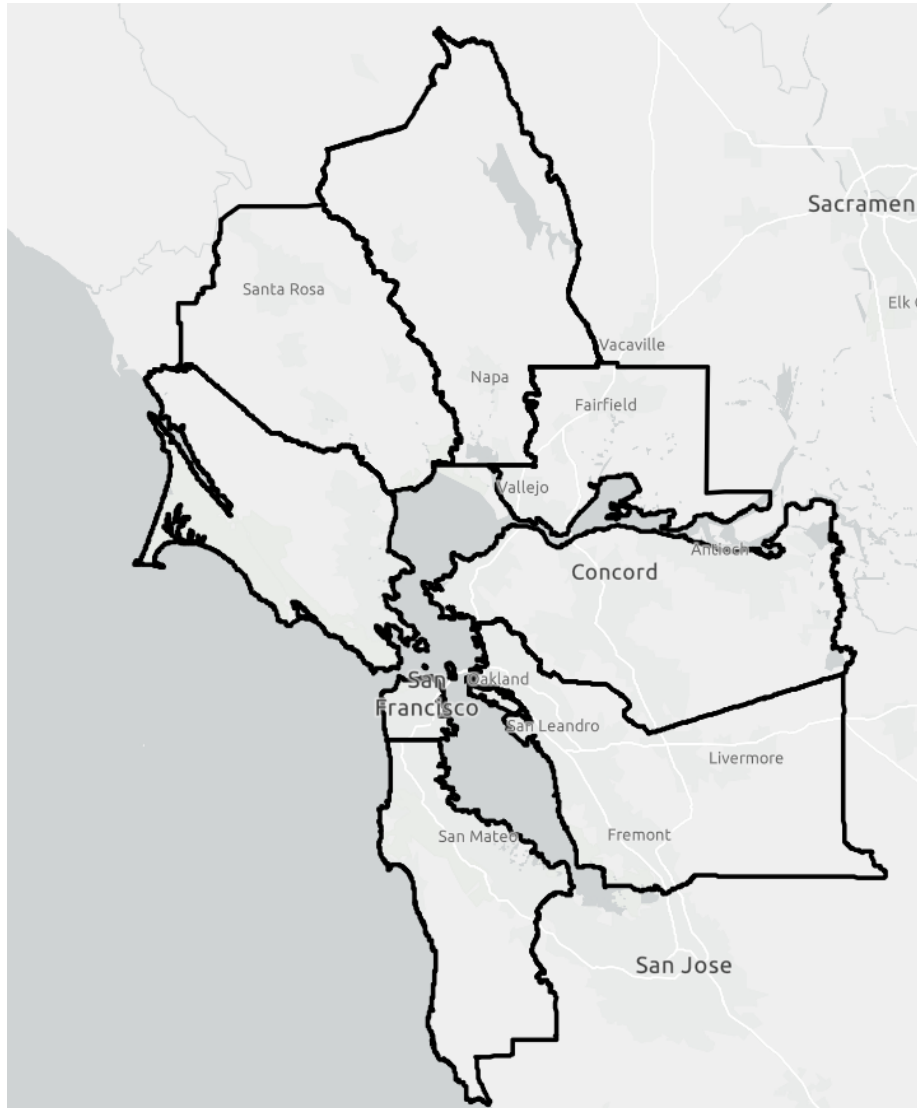 Sacramen
Elk
Santa Rosa
Vacaville
Napa
Fairfield
Vallejo
Antioch
Concord
San
Francisco
Oakland
San Leandro
Livermore
San Mateo
Fremont
San Jose